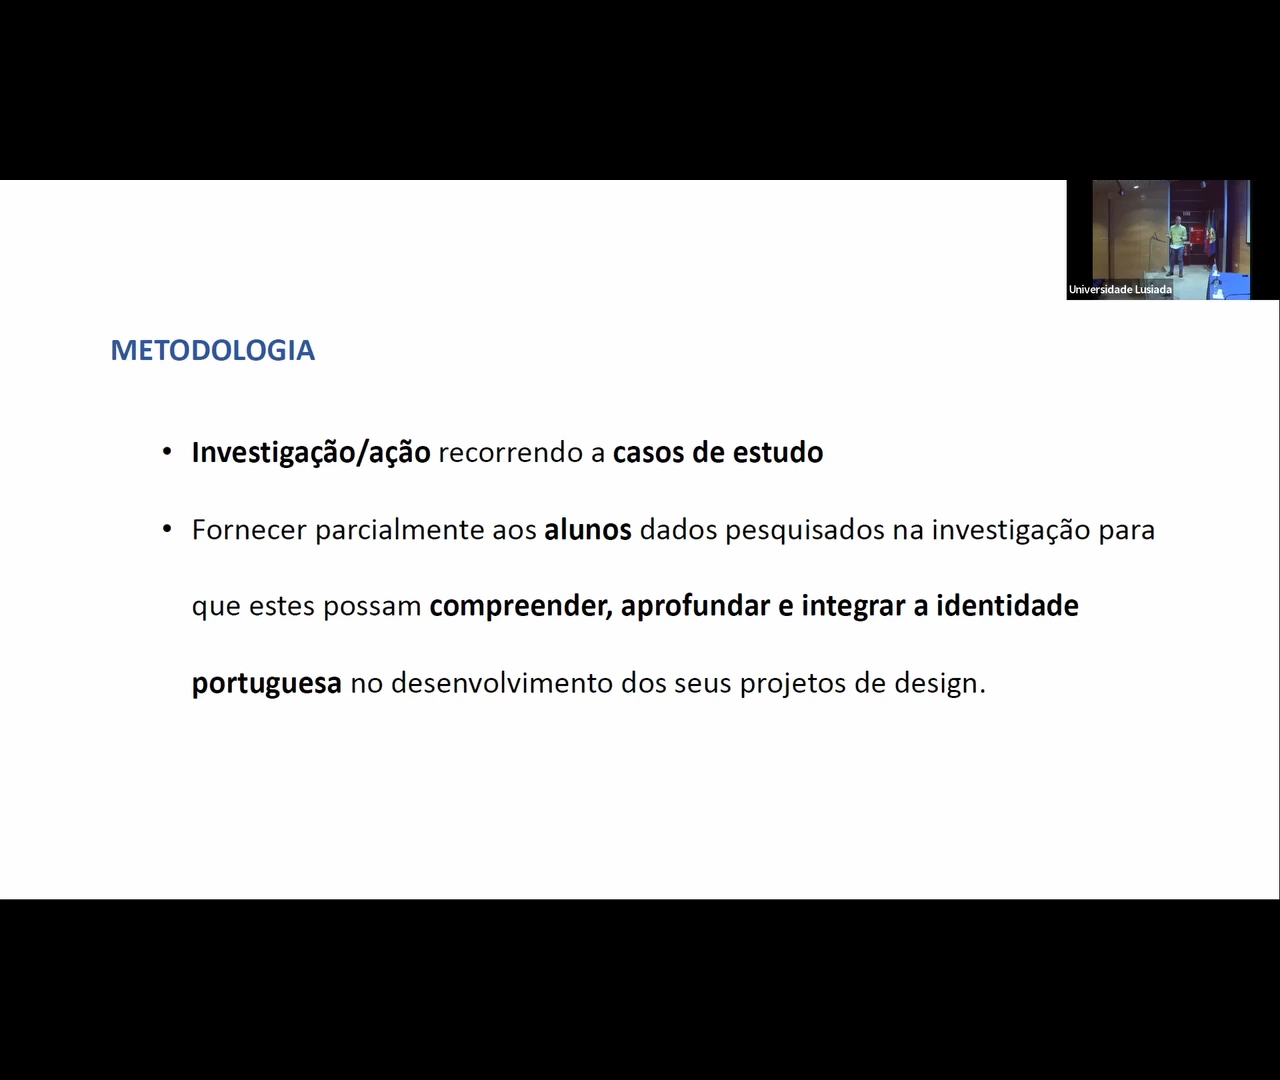 Universidade Lusiada
METODOLOGIA
• Investigação/ação recorrendo a casos de estudo
• Fornecer parcialmente aos alunos dados pesquisados na investigação para
que estes possam compreender, aprofundar e integrar a identidade
portuguesa no desenvolvimento dos seus projetos de design.